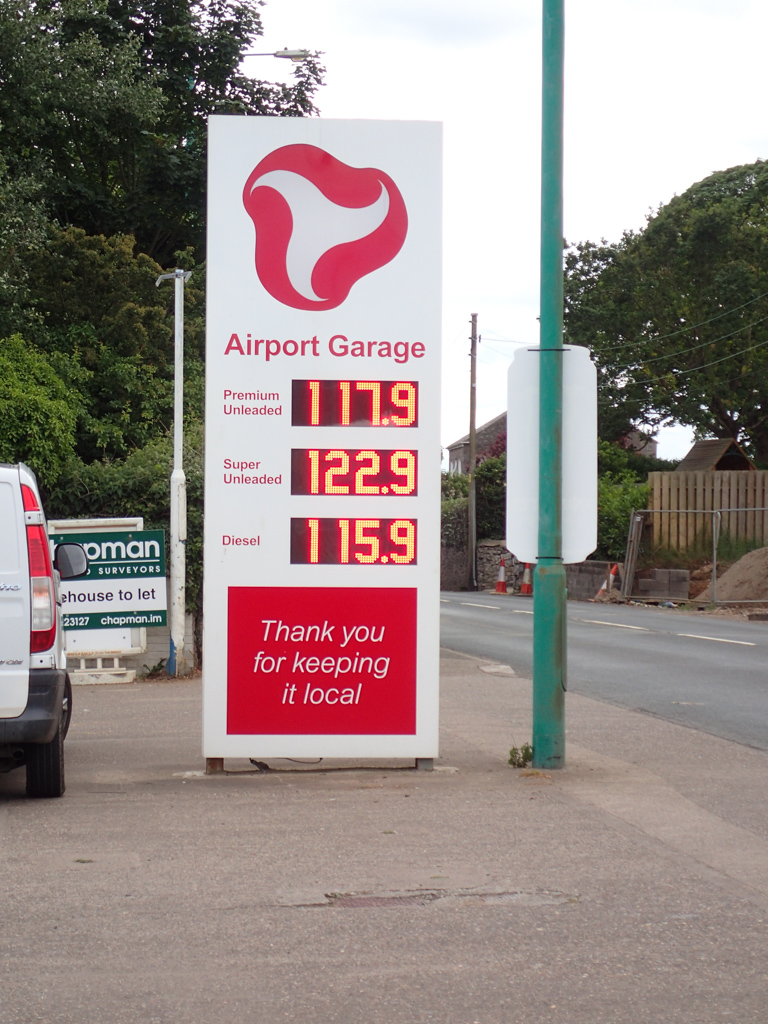 Airport Garage
Premium
Unleaded
117.9
Super
Unleaded
122.9
Diesel
115.9
Thank you
for keeping
it local
pman
SURVEYORS
ehouse to let
23127 chapman.im